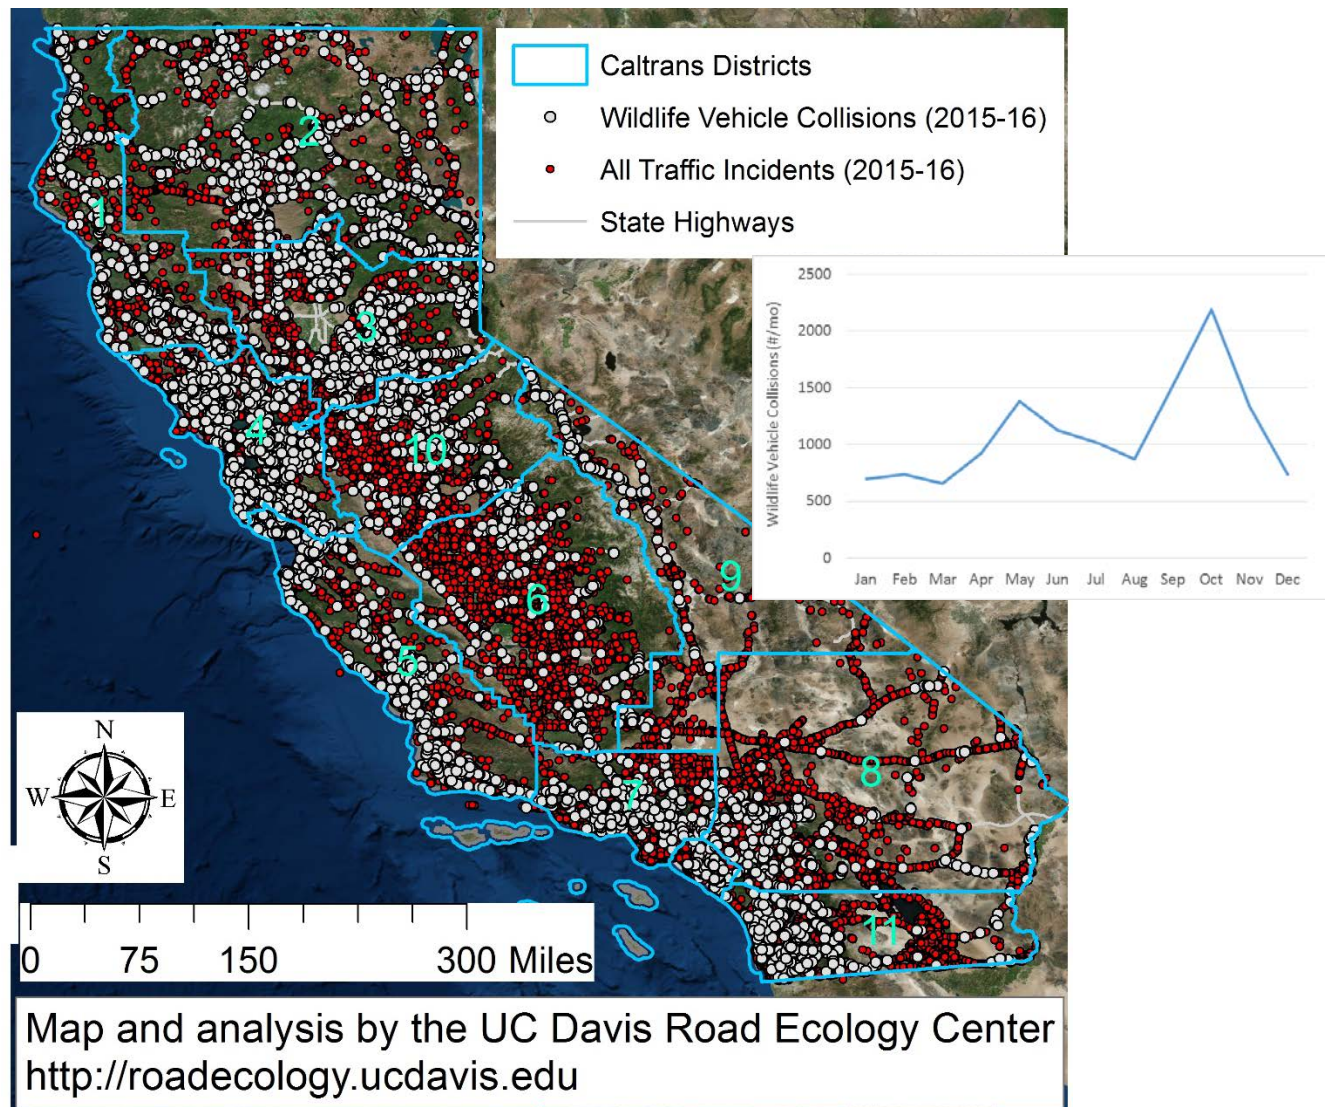 Caltrans Districts
Wildlife Vehicle Collisions (2015-16)
All Traffic Incidents (2015-16)
State Highways
2
1
3
4
10
6
5
9
8
7
11
Wildlife Vehicle Collisions (#/mo)
2500
2000
1500
1000
500
0
Jan Feb Mar Apr May Jun Jul Aug Sep Oct Nov Dec
N
W E
S
0 75 150 300 Miles
Map and analysis by the UC Davis Road Ecology Center
http://roadecology.ucdavis.edu